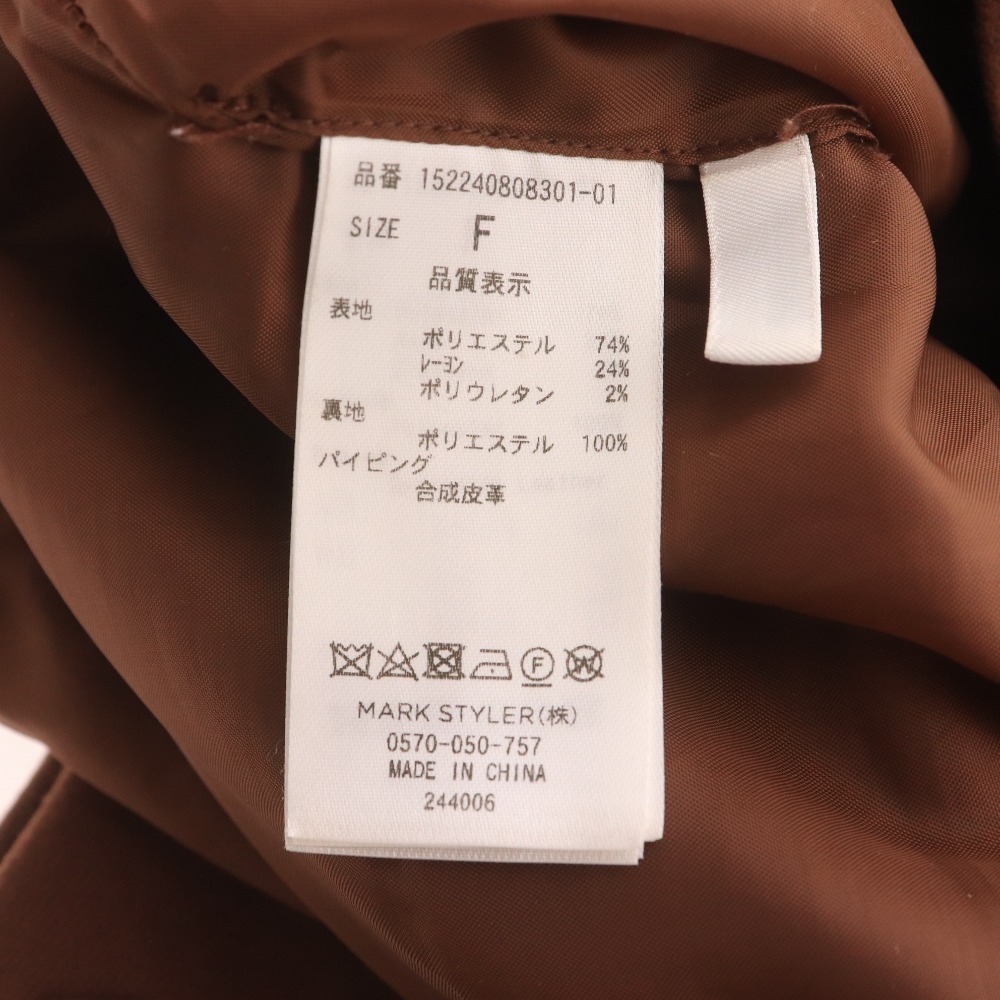 品番 152240808301-01
SIZE F
品質表示
表地
ポリエステル 74%
レーヨン 24%
ポリウレタン 2%
裏地
ポリエステル 100%
パイピング
合成皮革
F W
MARK STYLER(株)
0570-050-757
MADE IN CHINA
244006